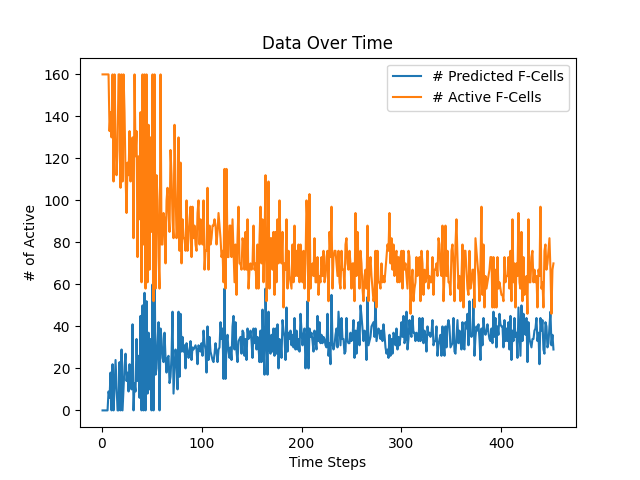 Data Over Time
# Predicted F-Cells
# Active F-Cells
# of Active
160
140
120
100
80
60
40
20
0
0 100 200 300 400
Time Steps